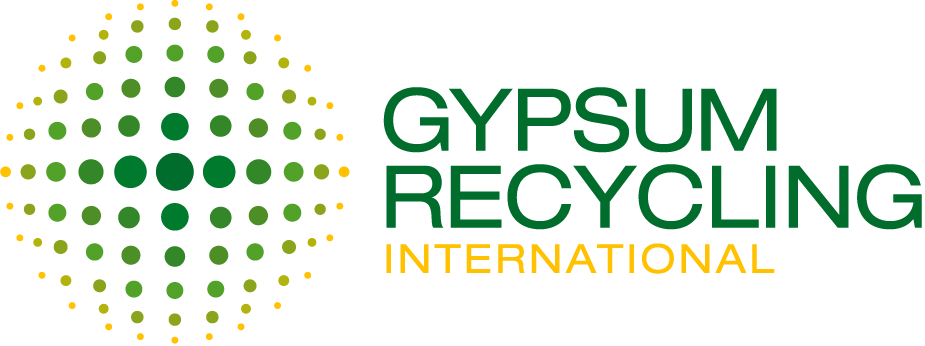 GYPSUM
RECYCLING
INTERNATIONAL